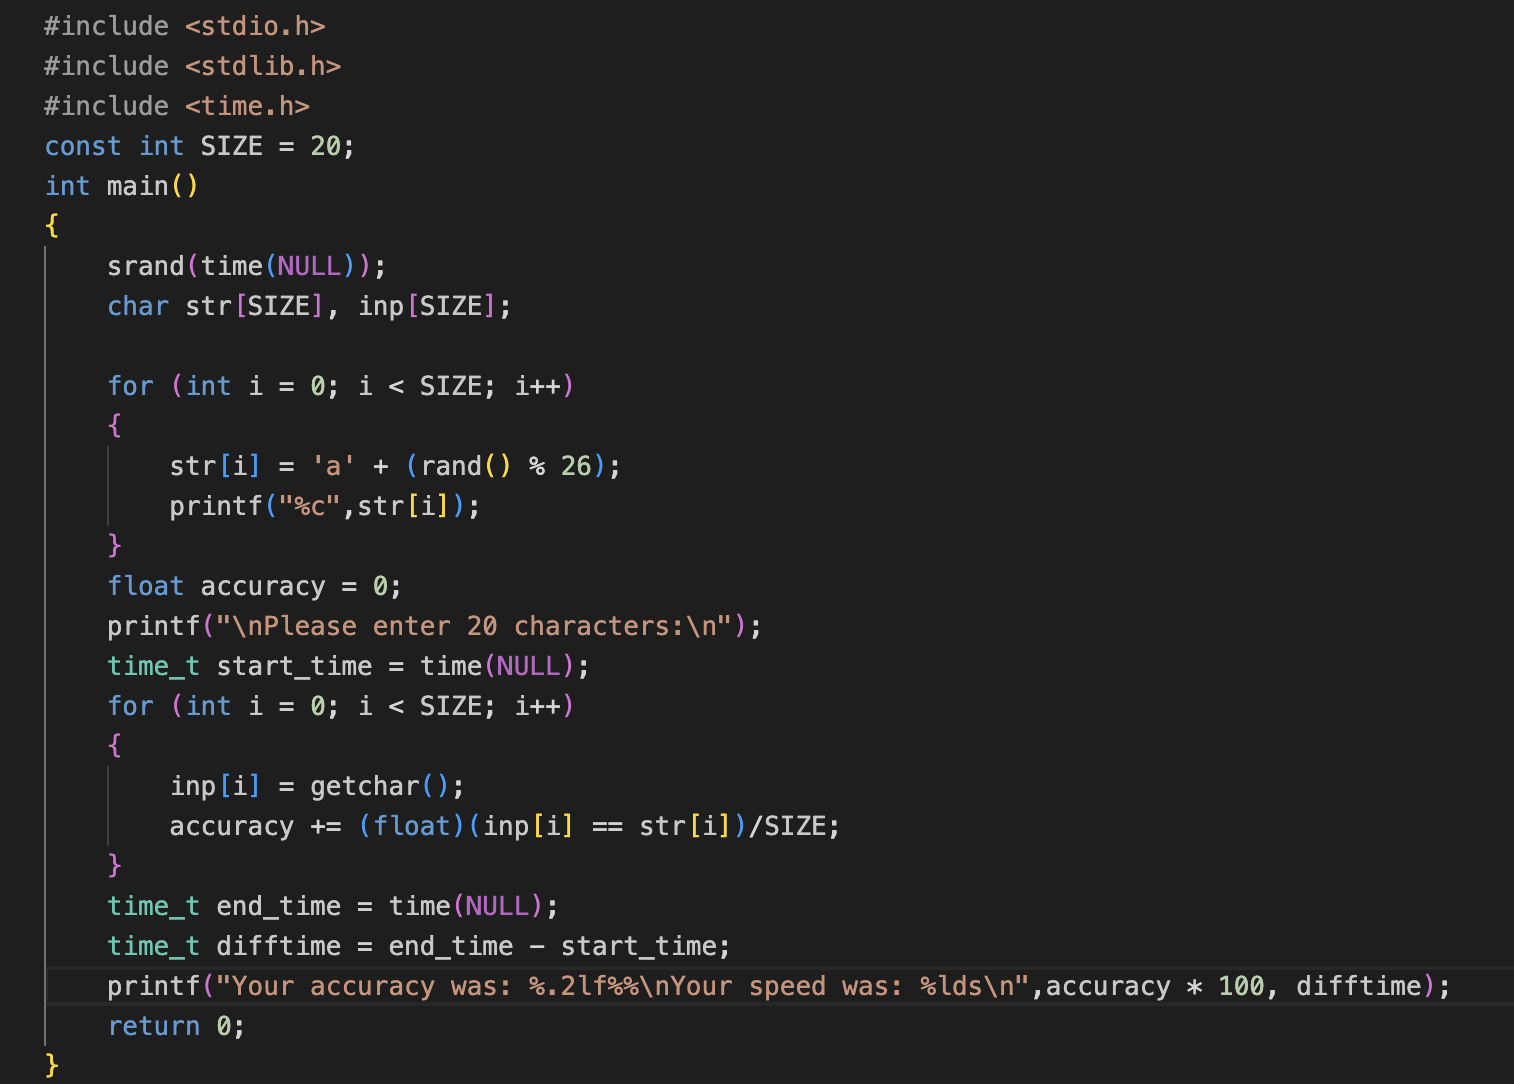 #include <stdio.h>
#include <stdlib.h>
#include <time.h>
const int SIZE = 20;
int main()
{
    srand(time(NULL));
    char str[SIZE], inp[SIZE];

    for (int i = 0; i < SIZE; i++)
    {
        str[i] = 'a' + (rand() % 26);
        printf("%c",str[i]);
    }
    float accuracy = 0;
    printf("\nPlease enter 20 characters:\n");
    time_t start_time = time(NULL);
    for (int i = 0; i < SIZE; i++)
    {
        inp[i] = getchar();
        accuracy += (float)(inp[i] == str[i])/SIZE;
    }
    time_t end_time = time(NULL);
    time_t difftime = end_time - start_time;
    printf("Your accuracy was: %.2lf%%\nYour speed was: %lds\n",accuracy * 100, difftime);
    return 0;
}